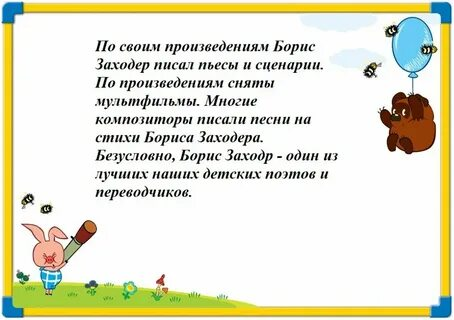 По своим произведениям Борис
Заходер писал пьесы и сценарии.
По произведениям сняты
мультфильмы. Многие
композиторы писали песни на
стихи Бориса Заходера.
Безусловно, Борис Заходр - один из
лучших наших детских поэтов и
переводчиков.